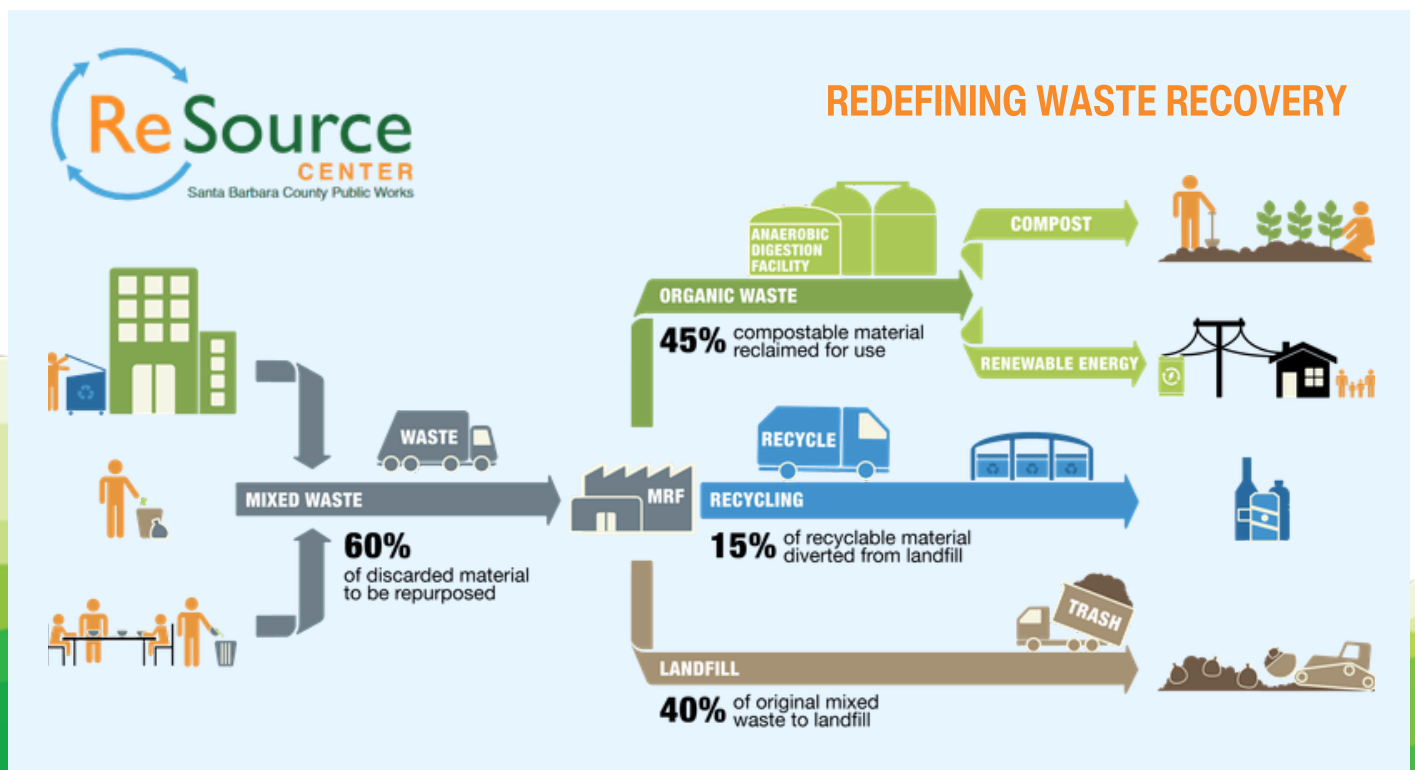 ReSource
CENTER
Santa Barbara County Public Works
REDEFINING WASTE RECOVERY
ANAEROBIC
DIGESTION
FACILITY
COMPOST
ORGANIC WASTE
45% compostable material
reclaimed for use
RENEWABLE ENERGY
WASTE
MIXED WASTE
60%
of discarded material
to be repurposed
MRF
RECYCLE
RECYCLING
15% of recyclable material
diverted from landfill
TRASH
LANDFILL
40% of original mixed
waste to landfill